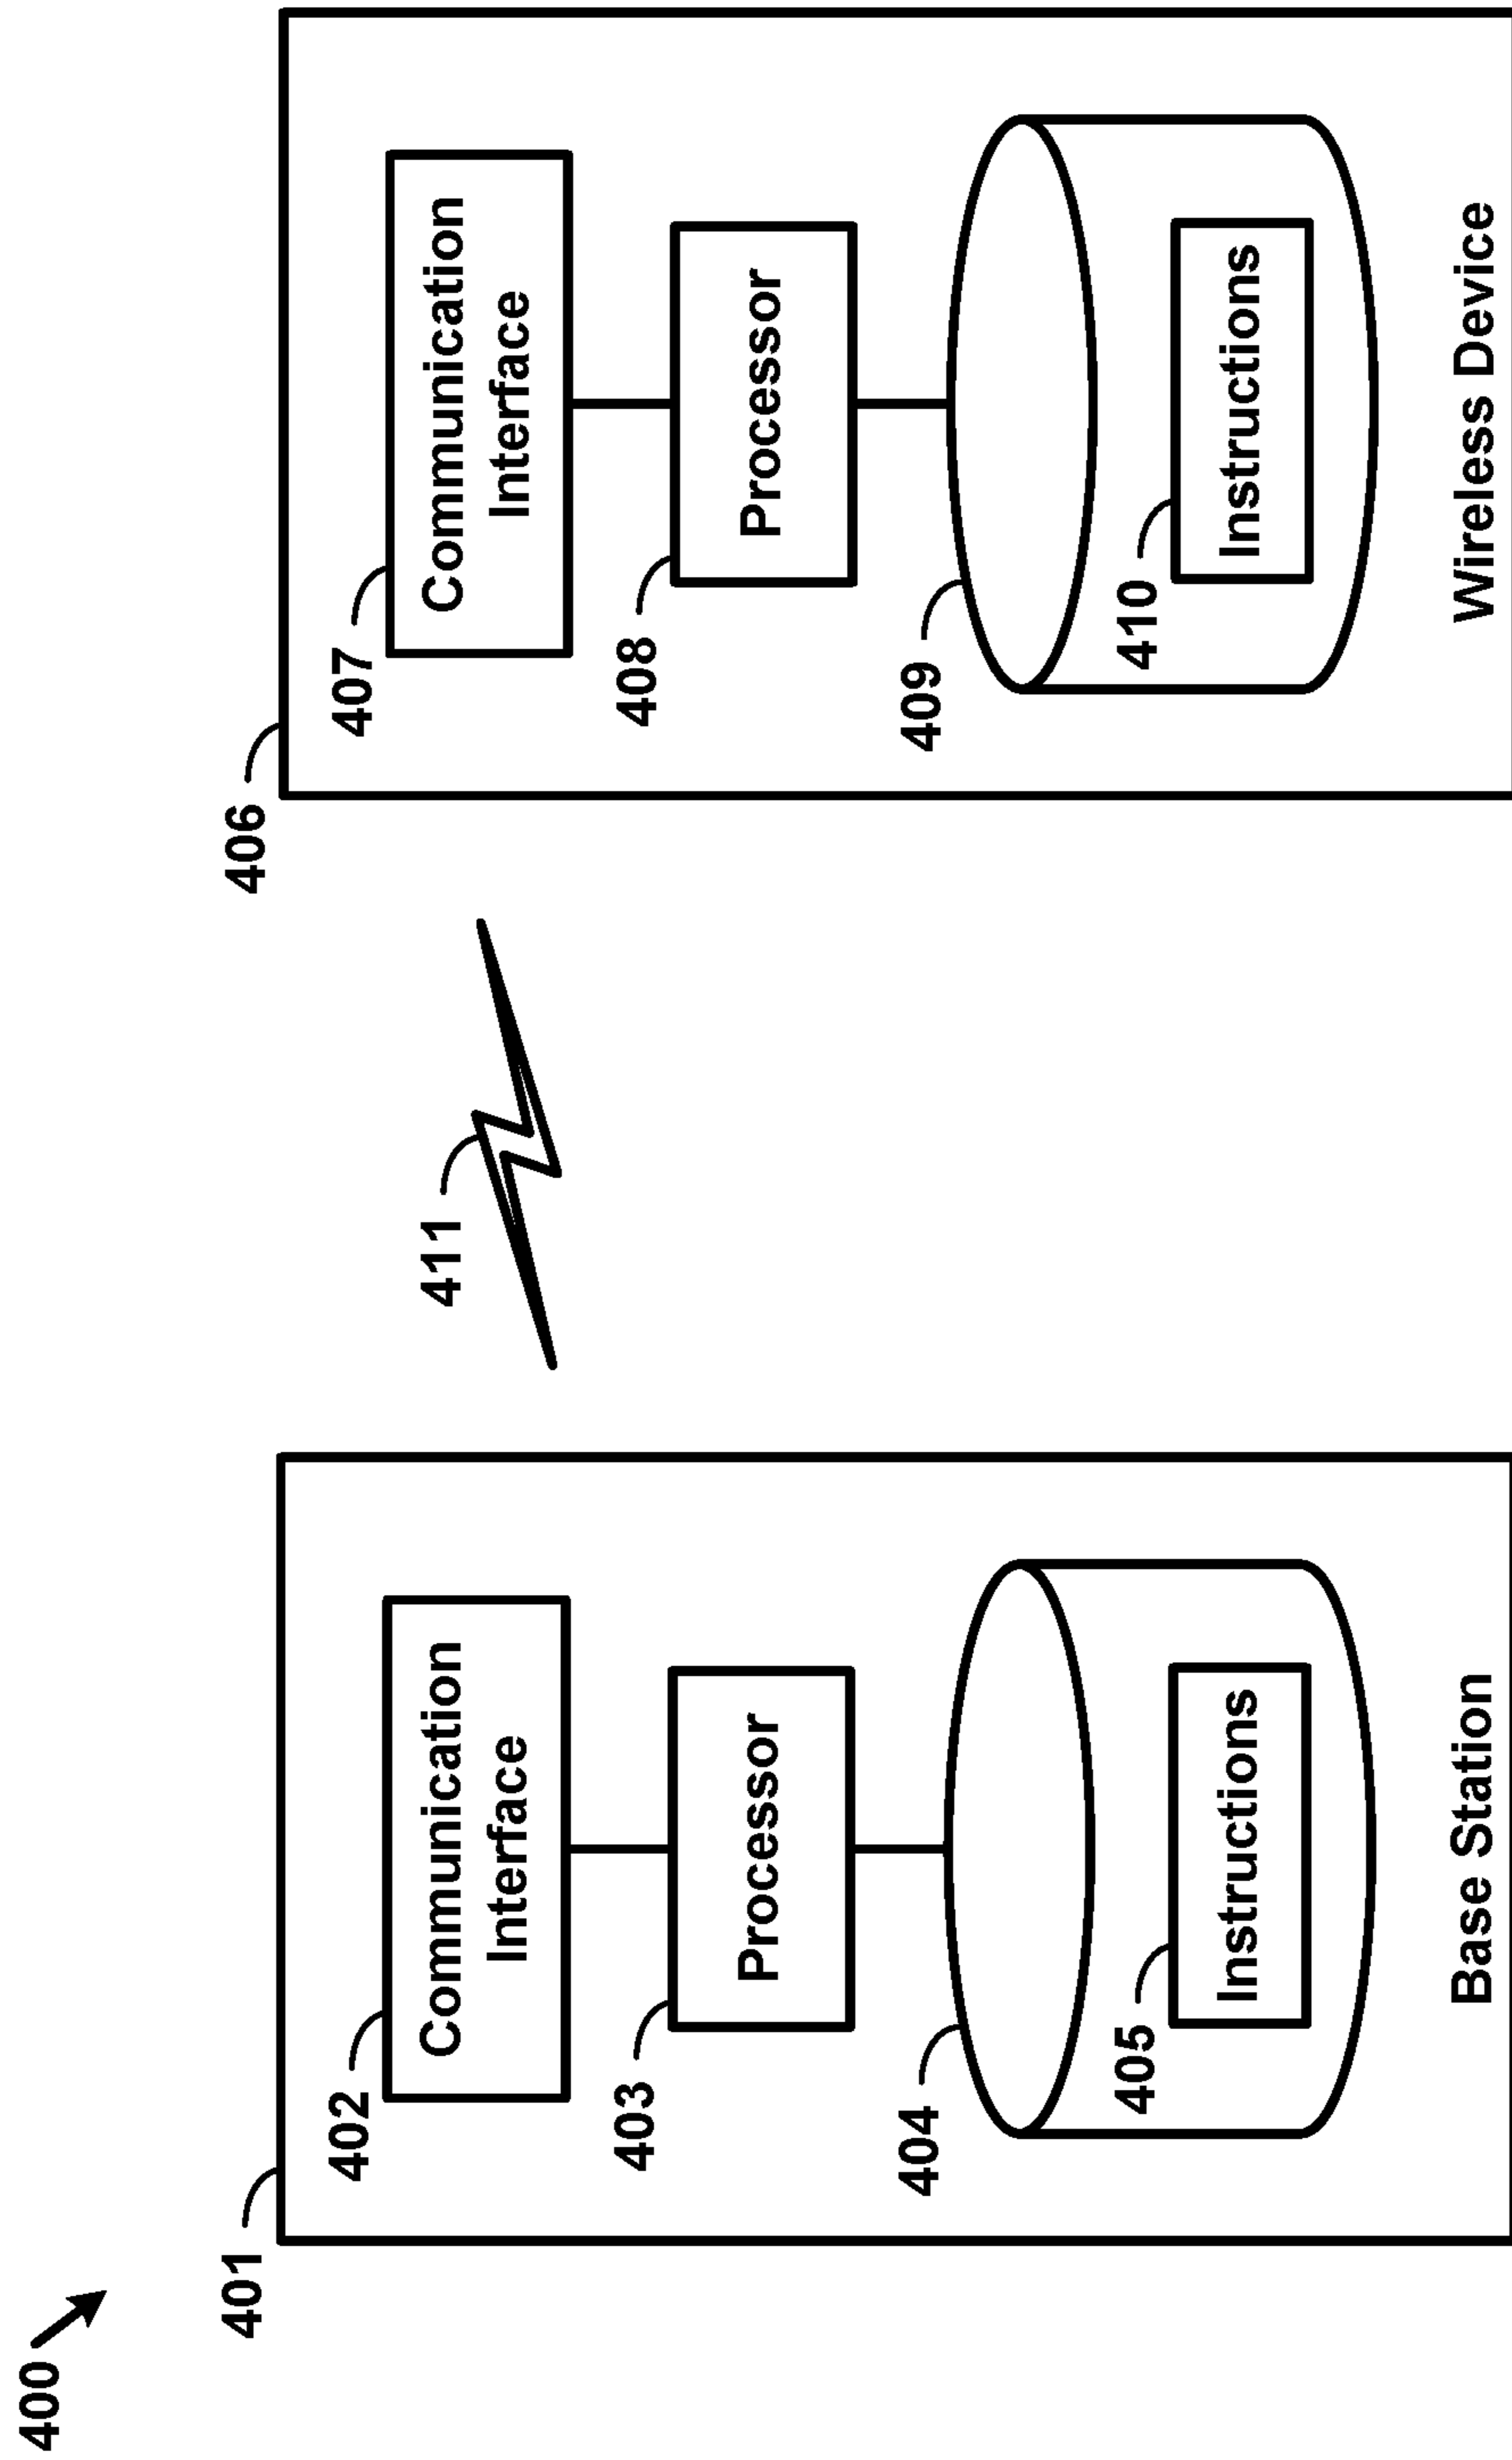 400
401
402
Communication
Interface
403
Processor
404
405
Instructions
Base Station
411
406
407
Communication
Interface
408
Processor
409
410
Instructions
Wireless Device